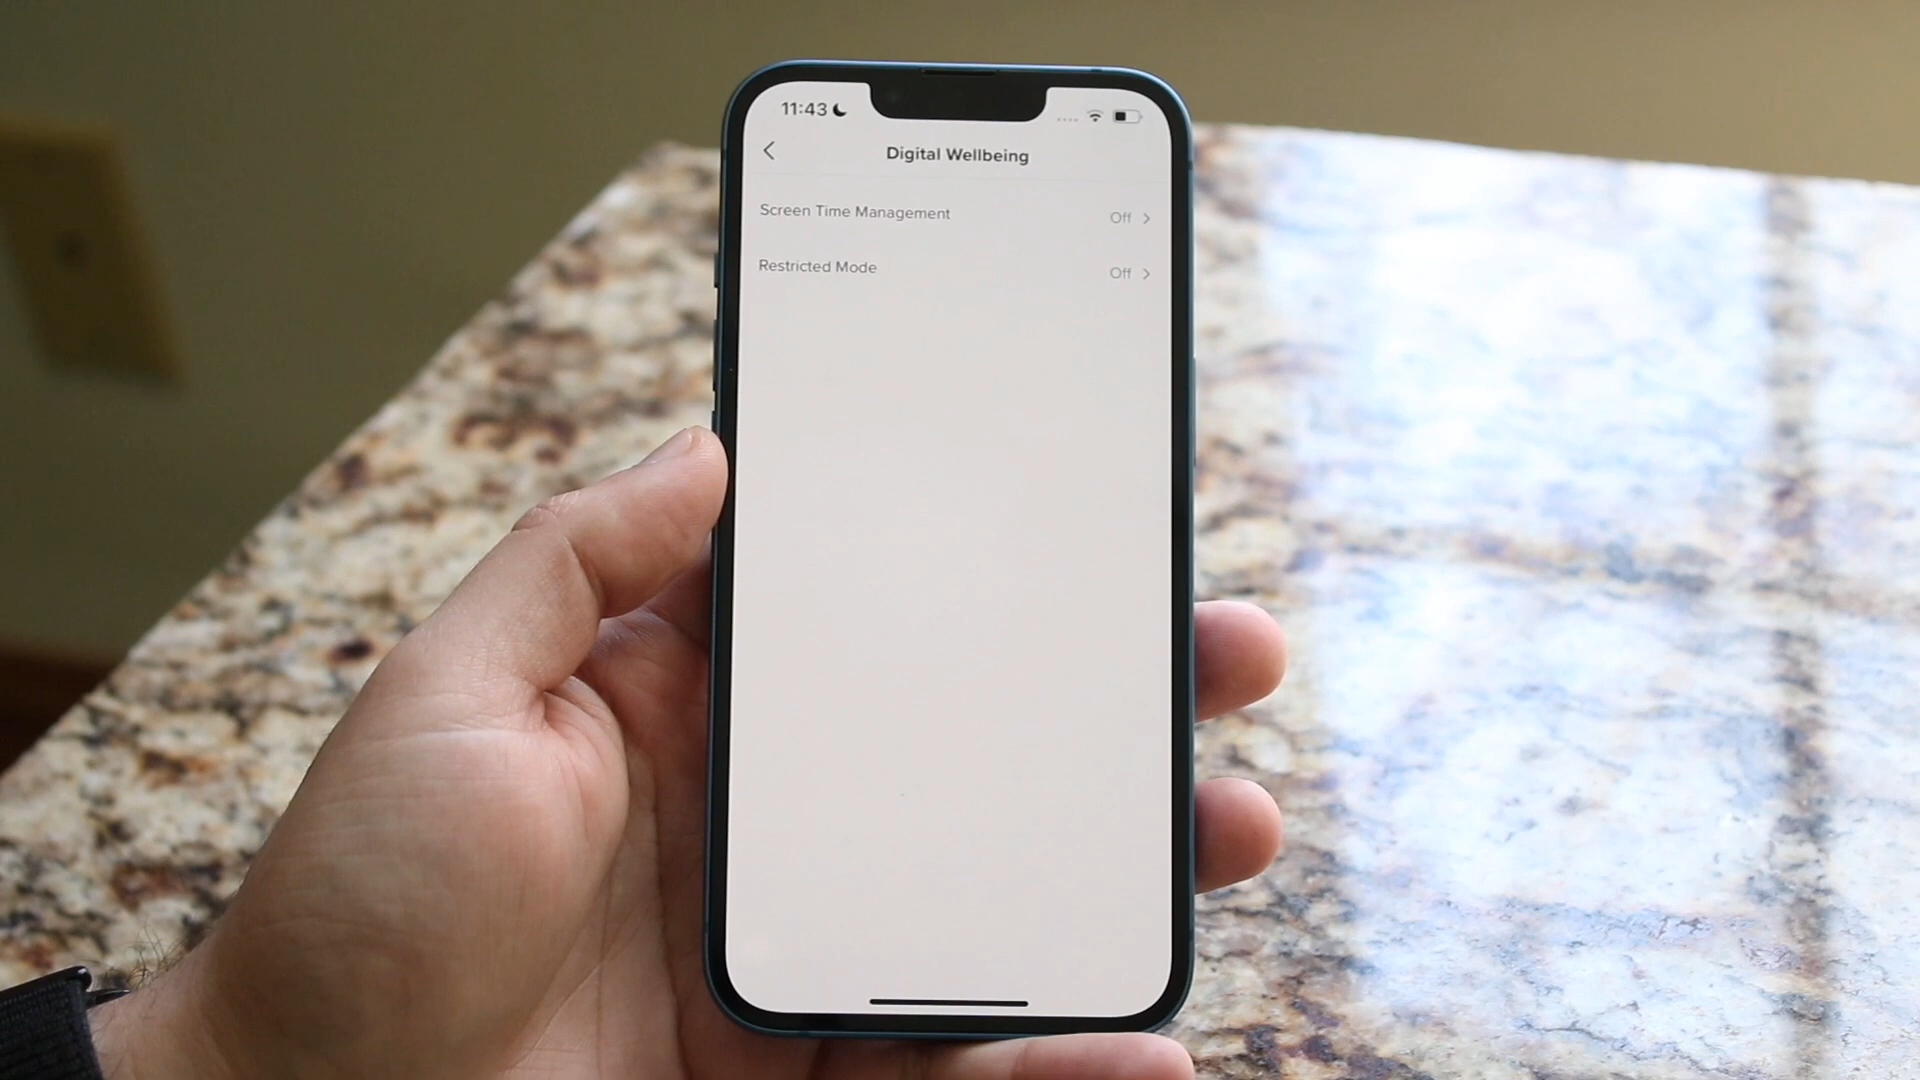 11:43
Digital Wellbeing
Screen Time Management Off
Restricted Mode Off